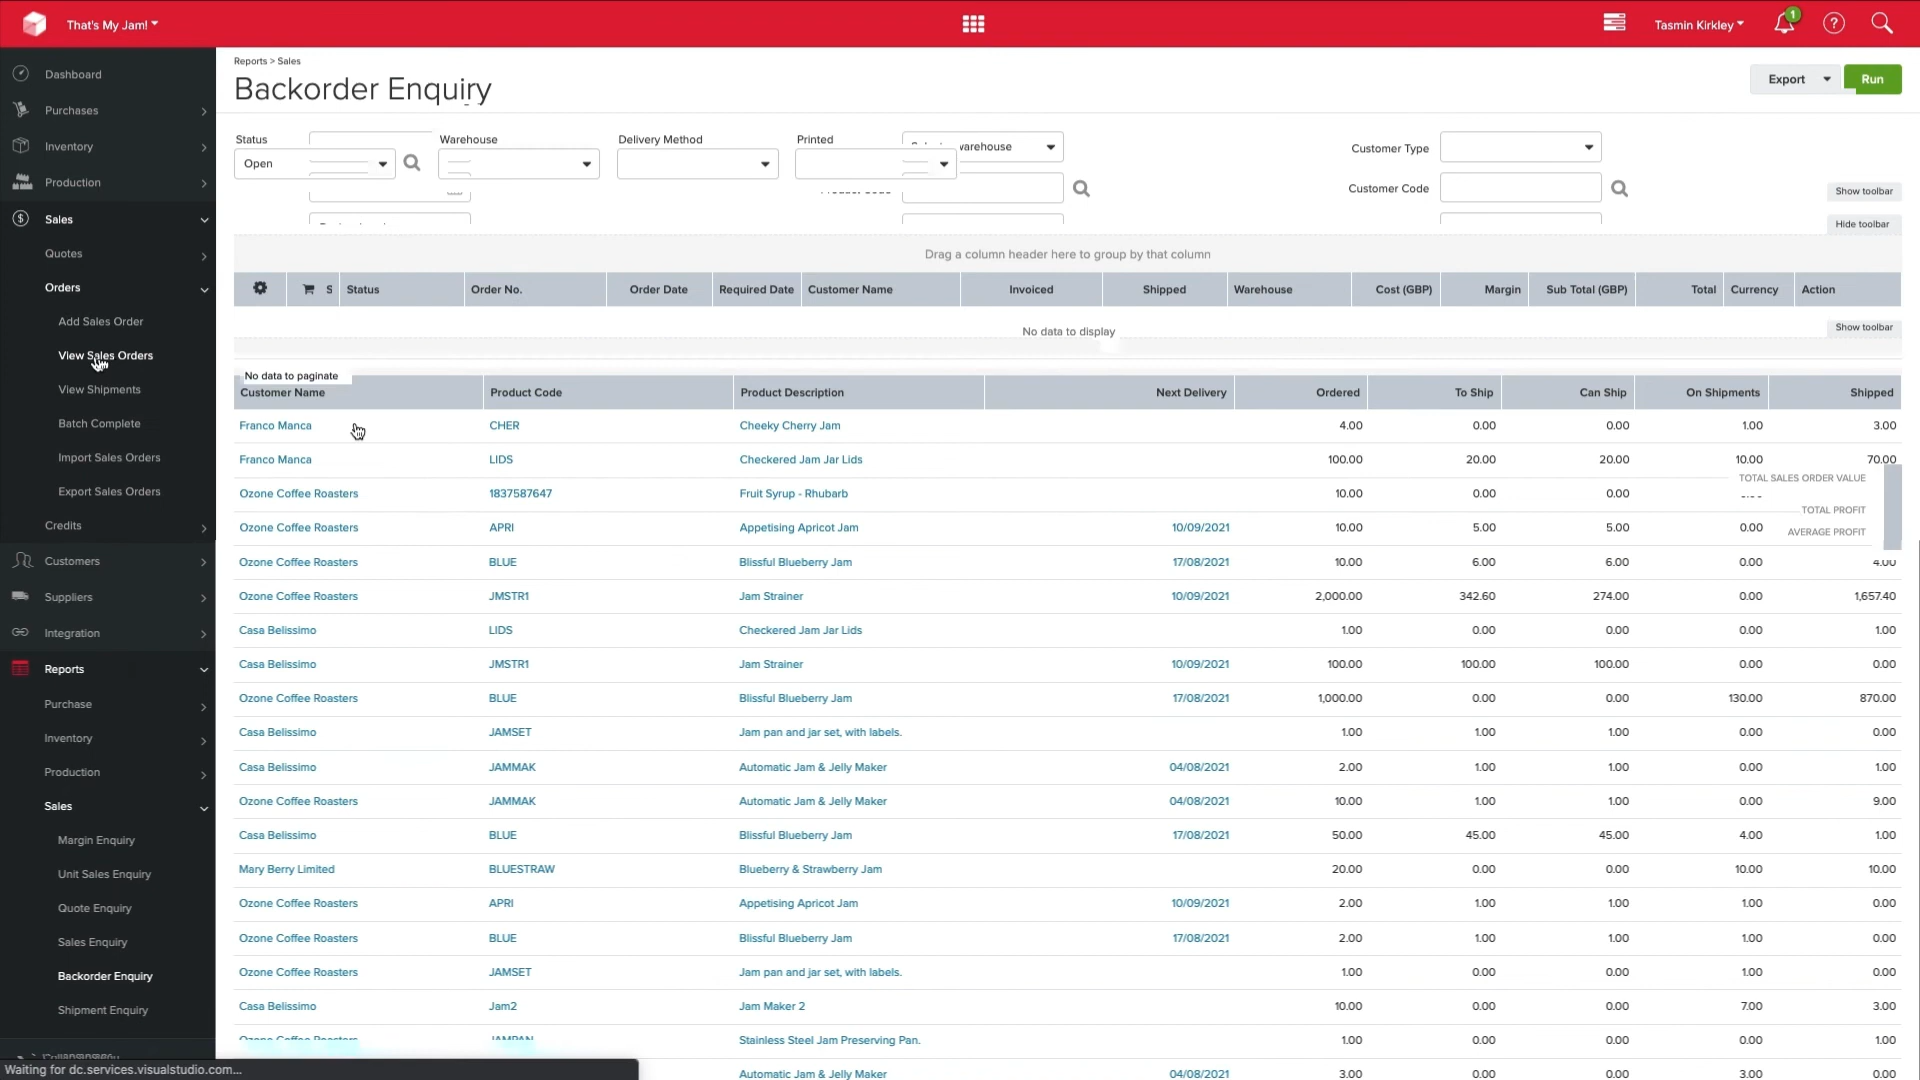 That's My Jam!
Tasmin Kirkley
1
Dashboard
Purchases
Inventory
Production
Sales
Quotes
Orders
Add Sales Order
View Sales Orders
View Shipments
Batch Complete
Import Sales Orders
Export Sales Orders
Credits
Customers
Suppliers
Integration
Reports
Purchase
Inventory
Production
Sales
Margin Enquiry
Unit Sales Enquiry
Quote Enquiry
Sales Enquiry
Backorder Enquiry
Shipment Enquiry
Waiting for dc.services.visualstudio.com...
Reports > Sales
Backorder Enquiry
Export Run
Status Warehouse Delivery Method Printed
Open
warehouse
Customer Type
Customer Code
Show toolbar
Hide toolbar
Drag a column header here to group by that column
S Status Order No. Order Date Required Date Customer Name Invoiced Shipped Warehouse Cost (GBP) Margin Sub Total (GBP) Total Currency Action
No data to display
Show toolbar
No data to paginate
Customer Name Product Code Product Description Next Delivery Ordered To Ship Can Ship On Shipments Shipped
Franco Manca CHER Cheeky Cherry Jam 4.00 0.00 0.00 1.00 3.00
Franco Manca LIDS Checkered Jam Jar Lids 100.00 20.00 20.00 10.00 70.00
TOTAL SALES ORDER VALUE
Ozone Coffee Roasters 1837587647 Fruit Syrup - Rhubarb 10.00 0.00 0.00
TOTAL PROFIT
Ozone Coffee Roasters APRI Appetising Apricot Jam 10/09/2021 10.00 5.00 5.00 0.00
AVERAGE PROFIT
Ozone Coffee Roasters BLUE Blissful Blueberry Jam 17/08/2021 10.00 6.00 6.00 0.00 4.00
Ozone Coffee Roasters JMSTR1 Jam Strainer 10/09/2021 2,000.00 342.60 274.00 0.00 1,657.40
Casa Belissimo LIDS Checkered Jam Jar Lids 1.00 0.00 0.00 0.00 1.00
Casa Belissimo JMSTR1 Jam Strainer 10/09/2021 100.00 100.00 100.00 0.00 0.00
Ozone Coffee Roasters BLUE Blissful Blueberry Jam 17/08/2021 1,000.00 0.00 0.00 130.00 870.00
Casa Belissimo JAMSET Jam pan and jar set, with labels. 1.00 1.00 1.00 0.00 0.00
Casa Belissimo JAMMAK Automatic Jam & Jelly Maker 04/08/2021 2.00 1.00 1.00 0.00 1.00
Ozone Coffee Roasters JAMMAK Automatic Jam & Jelly Maker 04/08/2021 10.00 1.00 1.00 0.00 9.00
Casa Belissimo BLUE Blissful Blueberry Jam 17/08/2021 50.00 45.00 45.00 4.00 1.00
Mary Berry Limited BLUESTRAW Blueberry & Strawberry Jam 20.00 0.00 0.00 10.00 10.00
Ozone Coffee Roasters APRI Appetising Apricot Jam 10/09/2021 2.00 1.00 1.00 1.00 0.00
Ozone Coffee Roasters BLUE Blissful Blueberry Jam 17/08/2021 2.00 1.00 1.00 1.00 0.00
Ozone Coffee Roasters JAMSET Jam pan and jar set, with labels. 1.00 0.00 0.00 1.00 0.00
Casa Belissimo Jam2 Jam Maker 2 10.00 0.00 0.00 7.00 3.00
Ozone Coffee Roasters JAMPAN Stainless Steel Jam Preserving Pan. 1.00 0.00 0.00 0.00 1.00
Automatic Jam & Jelly Maker 04/08/2021 3.00 0.00 0.00 3.00 0.00